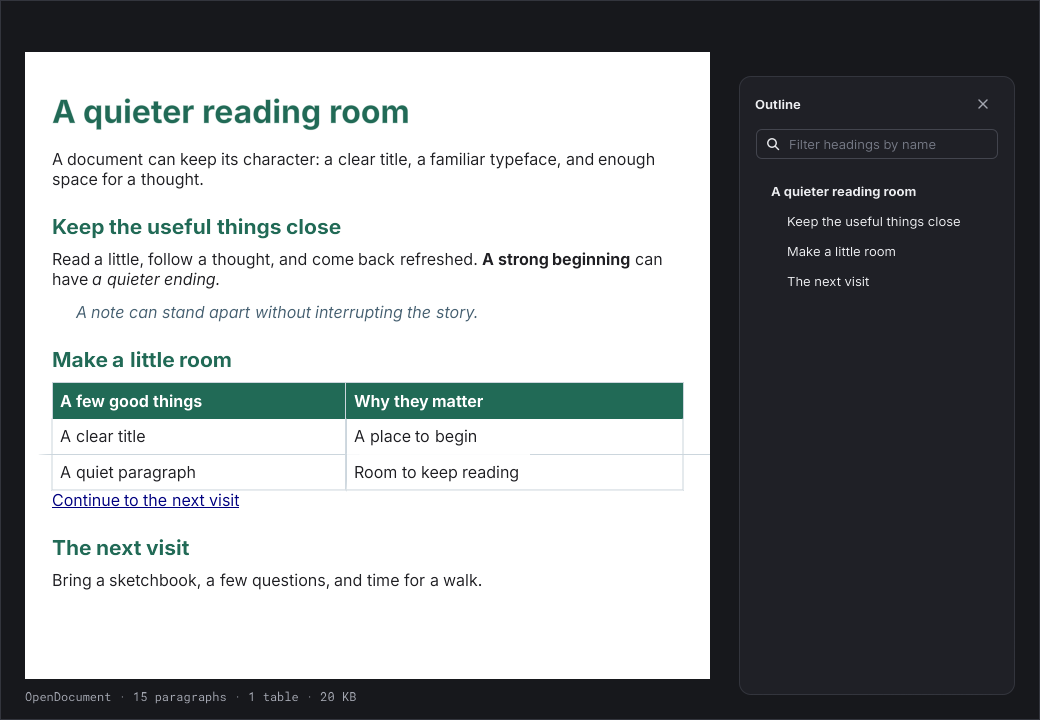 A quieter reading room
A document can keep its character: a clear title, a familiar typeface, and enough
space for a thought.
Keep the useful things close
Read a little, follow a thought, and come back refreshed. A strong beginning can
have a quieter ending.
A note can stand apart without interrupting the story.
Make a little room
A few good things Why they matter
A clear title A place to begin
A quiet paragraph Room to keep reading
Continue to the next visit
The next visit
Bring a sketchbook, a few questions, and time for a walk.
OpenDocument · 15 paragraphs · 1 table · 20 KB
Outline
Filter headings by name
A quieter reading room
Keep the useful things close
Make a little room
The next visit